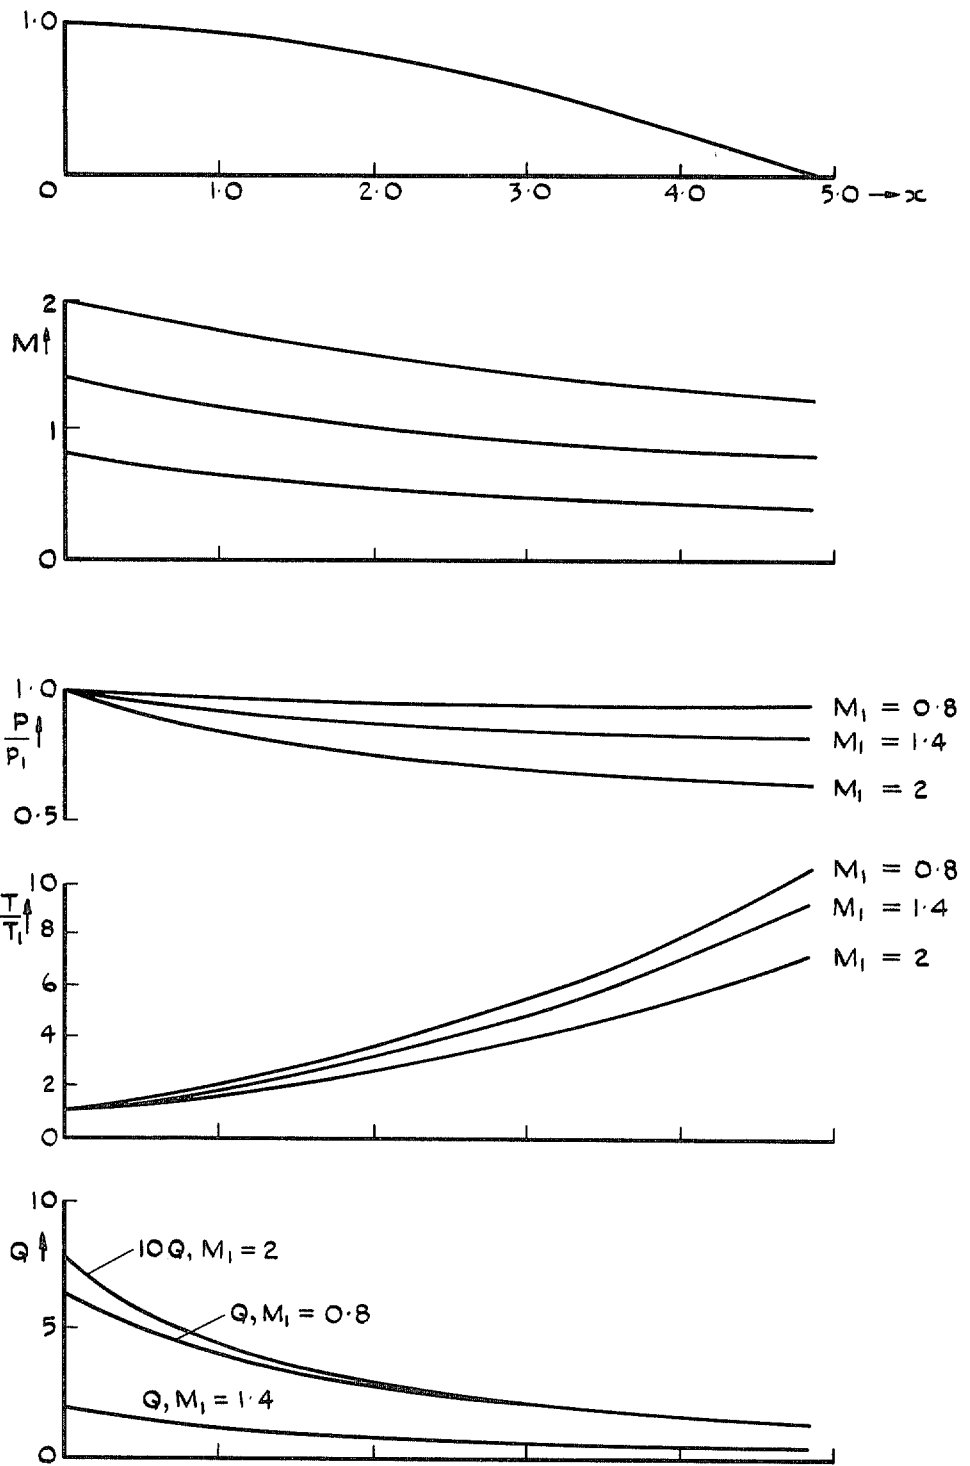 1.0
0 1.0 2.0 3.0 4.0 5.0 → x
2
M↑
1
0
1.0
P/P₁ ↑
0.5
M₁ = 0.8
M₁ = 1.4
M₁ = 2
10
T/T₁ ↑
8
6
4
2
0
M₁ = 0.8
M₁ = 1.4
M₁ = 2
10
Q ↑
5
0
10Q, M₁ = 2
Q, M₁ = 0.8
Q, M₁ = 1.4